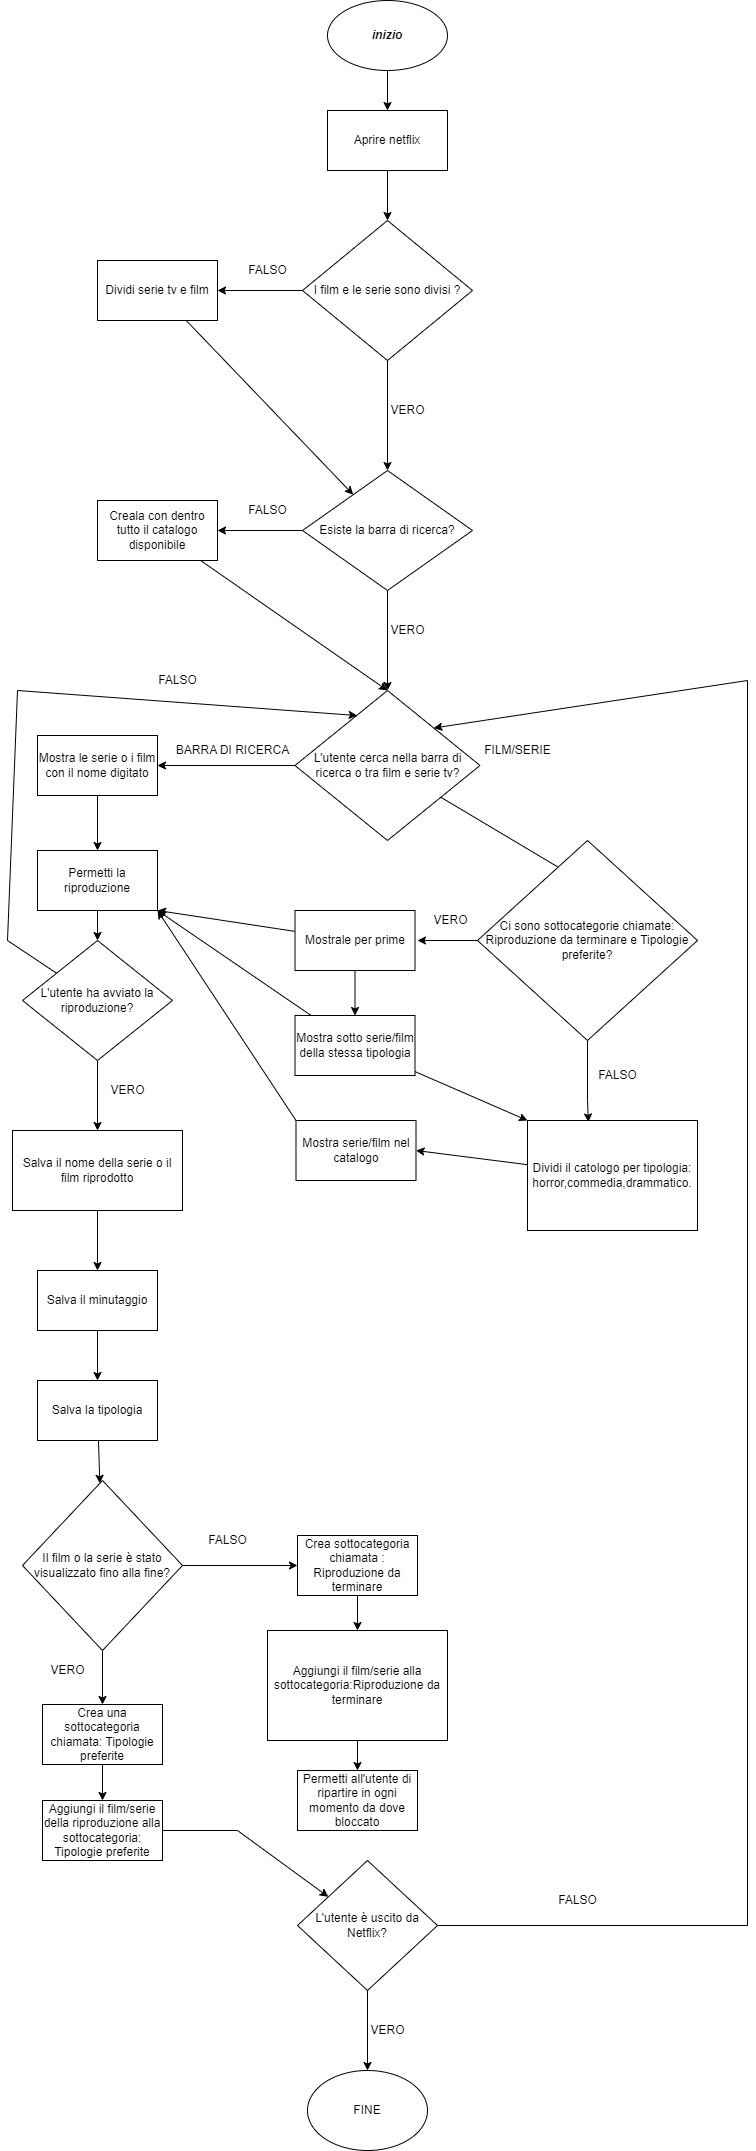 inizio
Aprire netflix
FALSO
Dividi serie tv e film
I film e le serie sono divisi ?
VERO
FALSO
Creala con dentro
tutto il catalogo
disponibile
Esiste la barra di ricerca?
VERO
FALSO
BARRA DI RICERCA
FILM/SERIE
Mostra le serie o i film
con il nome digitato
L'utente cerca nella barra di
ricerca o tra film e serie tv?
Permetti la
riproduzione
VERO
Mostrale per prime
Ci sono sottocategorie chiamate:
Riproduzione da terminare e Tipologie
preferite?
L'utente ha avviato la
riproduzione?
Mostra sotto serie/film
della stessa tipologia
FALSO
VERO
Mostra serie/film nel
catalogo
Dividi il catologo per tipologia:
horror,commedia,drammatico.
Salva il nome della serie o il
film riprodotto
Salva il minutaggio
Salva la tipologia
FALSO
Il film o la serie è stato
visualizzato fino alla fine?
Crea sottocategoria
chiamata :
Riproduzione da
terminare
VERO
Aggiungi il film/serie alla
sottocategoria:Riproduzione da
terminare
Crea una
sottocategoria
chiamata: Tipologie
preferite
Permetti all'utente di
ripartire in ogni
momento da dove
bloccato
Aggiungi il film/serie
della riproduzione alla
sottocategoria:
Tipologie preferite
L'utente è uscito da
Netflix?
FALSO
VERO
FINE